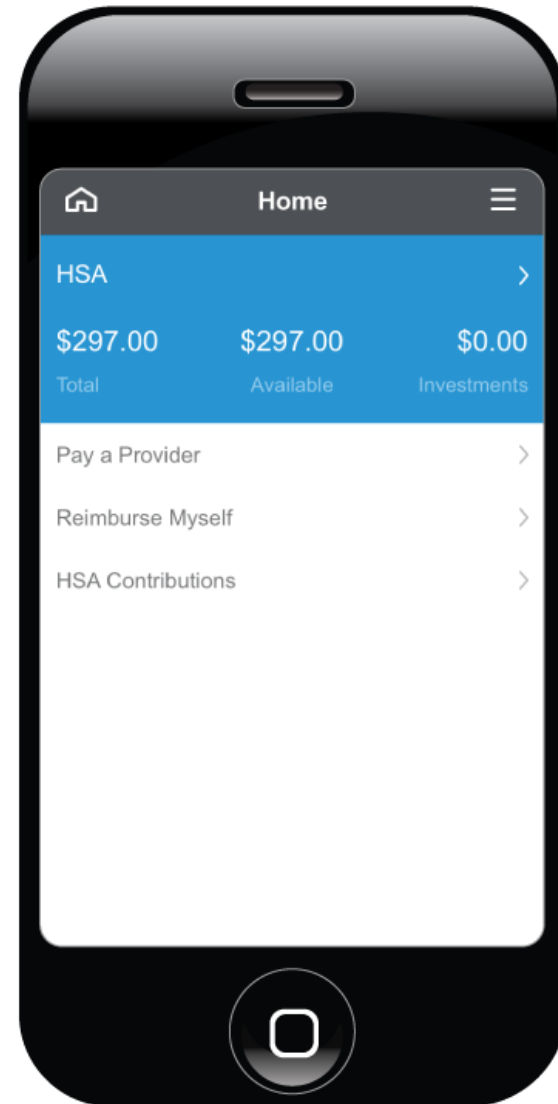 Home
HSA
$297.00 $297.00 $0.00
Total Available Investments
Pay a Provider
Reimburse Myself
HSA Contributions